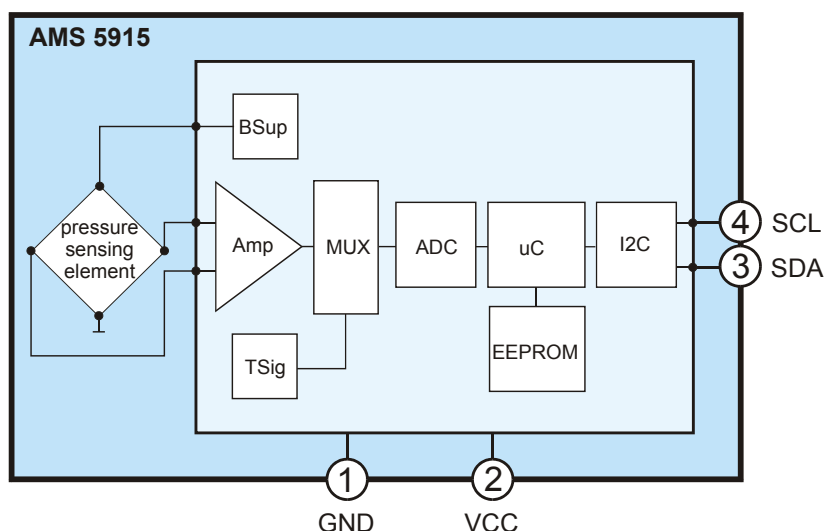 AMS 5915
BSup
pressure
sensing
element
Amp
MUX
ADC
uC
I2C
4 SCL
3 SDA
TSig
EEPROM
1
2
GND
VCC